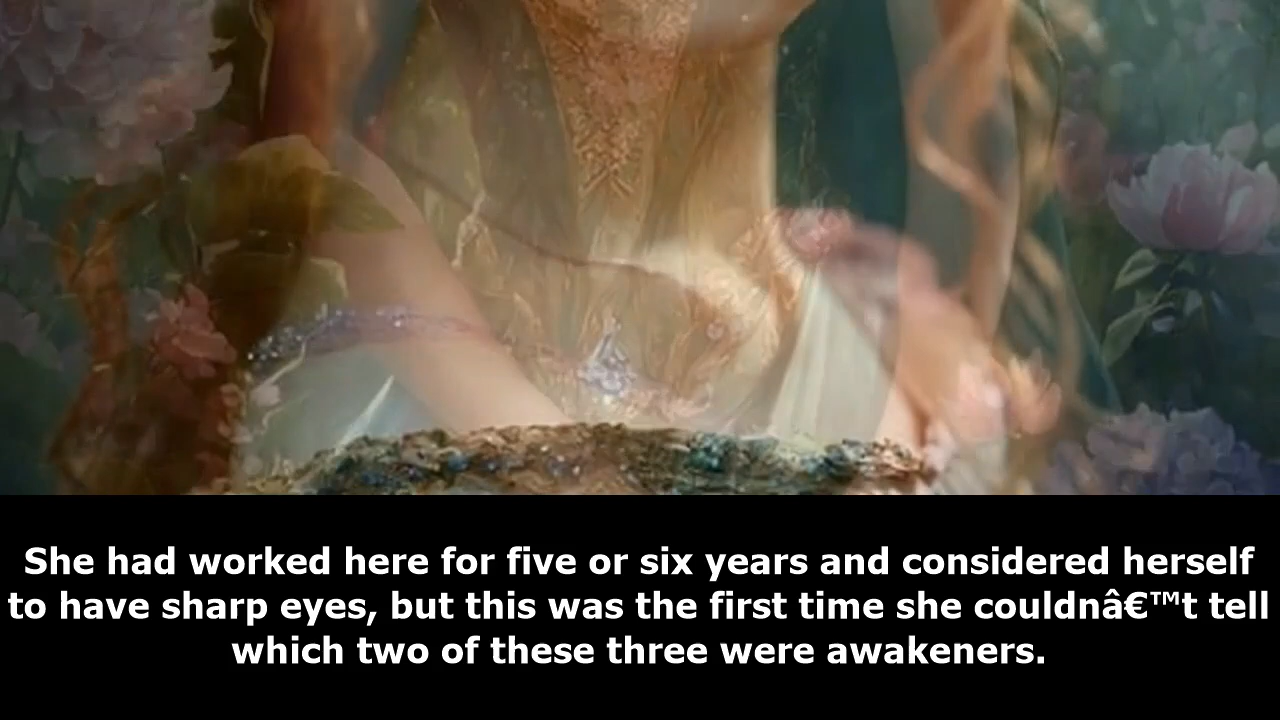 She had worked here for five or six years and considered herself
to have sharp eyes, but this was the first time she couldnâ€™t tell
which two of these three were awakeners.